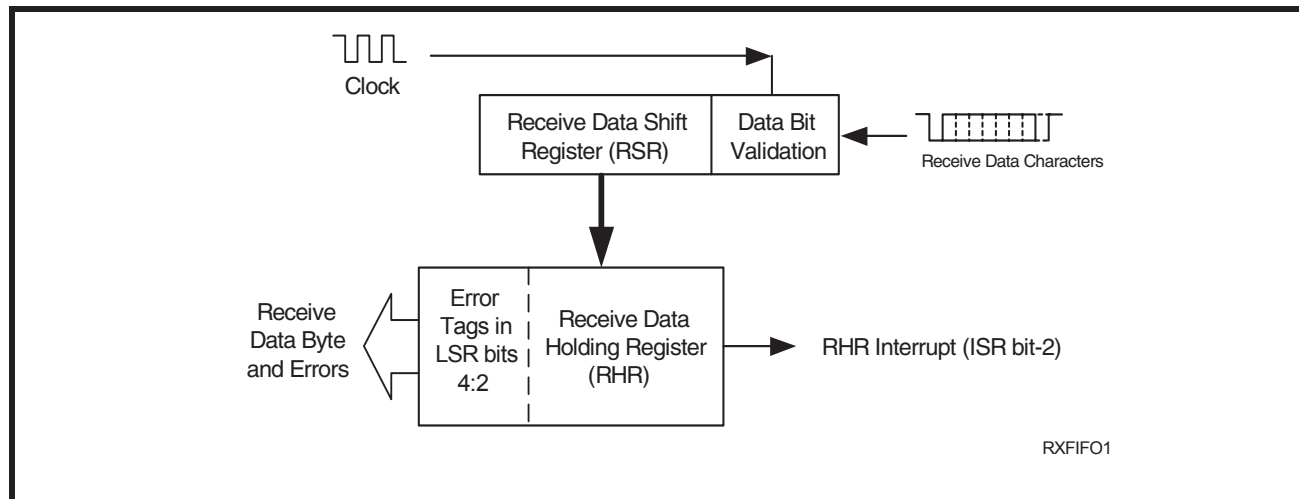 Clock
Receive Data Shift
Register (RSR)
Data Bit
Validation
Receive Data Characters
Receive
Data Byte
and Errors
Error
Tags in
LSR bits
4:2
Receive Data
Holding Register
(RHR)
RHR Interrupt (ISR bit-2)
RXFIFO1